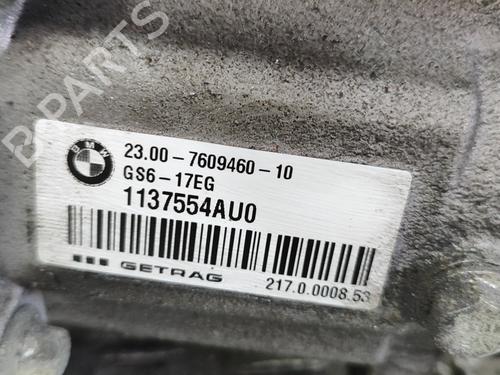 B PARTS
BMW
23.00-7609460-10
GS6-17EG
1137554AU0
GETRAG
217.0.0008.53